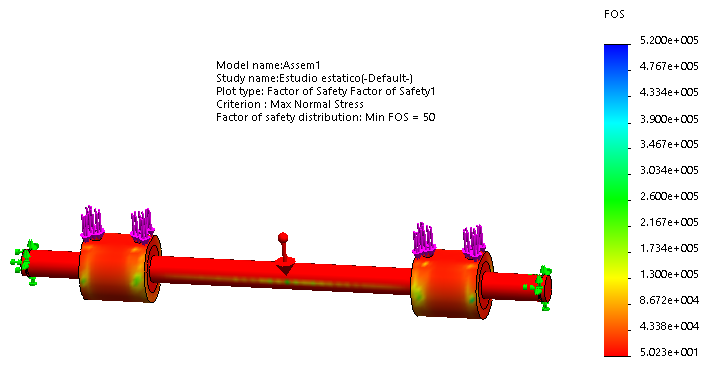 FOS
Model name:Assem1
Study name:Estudio estatico(-Default-)
Plot type: Factor of Safety Factor of Safety1
Criterion : Max Normal Stress
Factor of safety distribution: Min FOS = 50
5.200e+005
4.767e+005
4.334e+005
3.900e+005
3.467e+005
3.034e+005
2.600e+005
2.167e+005
1.734e+005
1.300e+005
8.672e+004
4.338e+004
5.023e+001